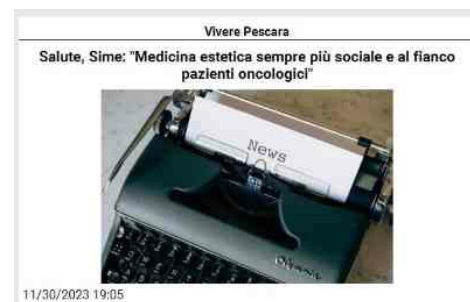 Vivere Pescara
Salute, Sime: "Medicina estetica sempre più sociale e al fianco
pazienti oncologici"
News
Olympia
11/30/2023 19:05